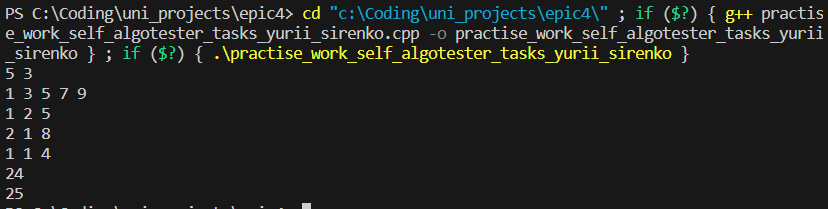 PS C:\Coding\uni_projects\epic4> cd "c:\Coding\uni_projects\epic4\" ; if ($?) { g++ practis
e_work_self_algotester_tasks_yurii_sirenko.cpp -o practise_work_self_algotester_tasks_yurii
_sirenko } ; if ($?) { .\practise_work_self_algotester_tasks_yurii_sirenko }
5 3
1 3 5 7 9
1 2 5
2 1 8
1 1 4
24
25